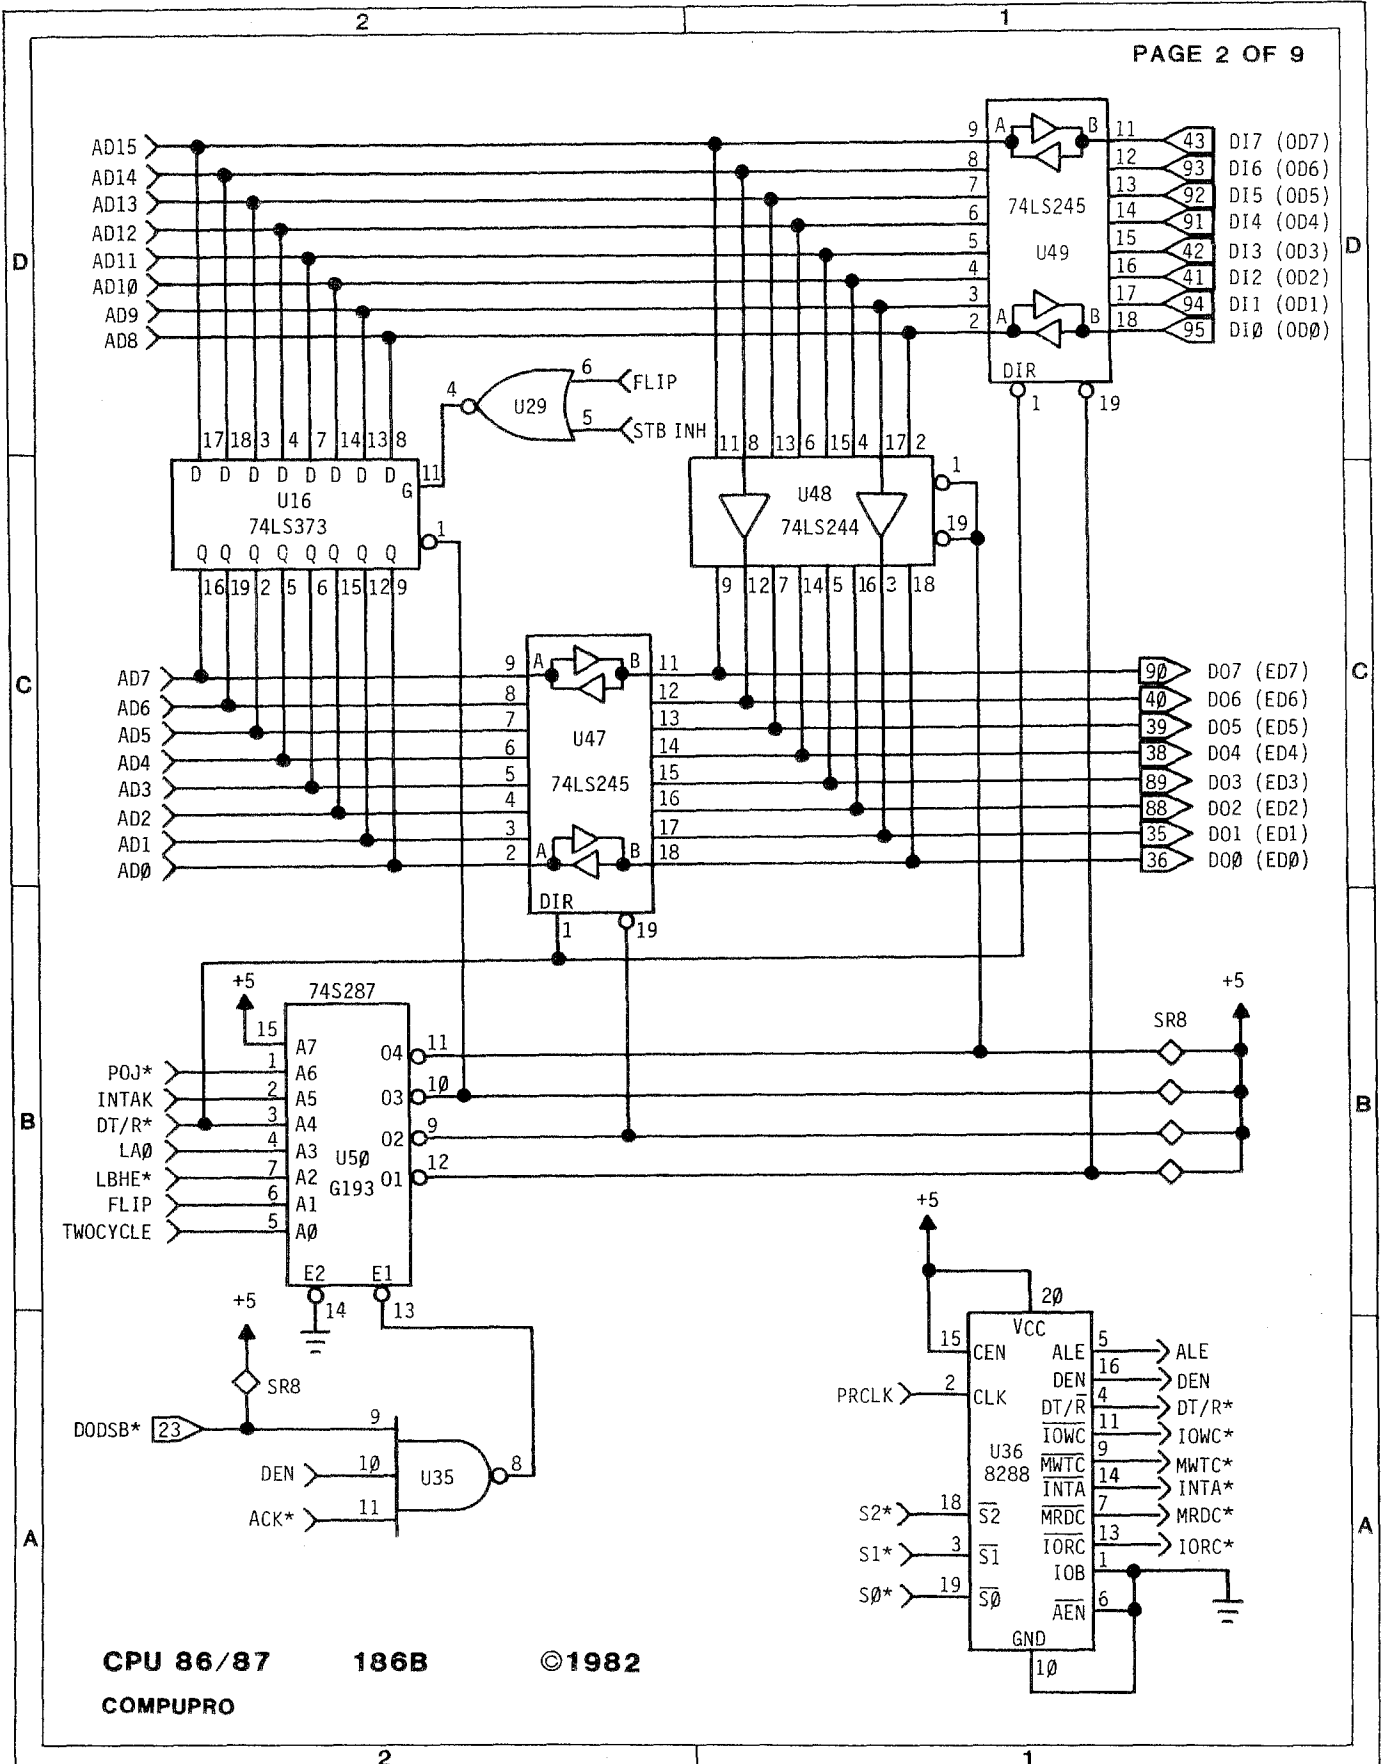 2 1
PAGE 2 OF 9
AD15 9 A B 11 43 DI7 (OD7)
AD14 8 12 93 DI6 (OD6)
AD13 7 13 92 DI5 (OD5)
74LS245
AD12 6 14 91 DI4 (OD4)
D D
AD11 5 15 42 DI3 (OD3)
U49
AD1Ø 4 16 41 DI2 (OD2)
AD9 3 17 94 DI1 (OD1)
AD8 2 A B 18 95 DIØ (ODØ)
DIR
1 19
4 U29 6 FLIP
5 STB INH
17 18 3 4 7 14 13 8
11 8 13 6 15 4 17 2
D D D D D D D D G 11
U16
74LS373
1
Q Q Q Q Q Q Q Q
16 19 2 5 6 15 12 9
U48
74LS244
1
19
9 12 7 14 5 16 3 18
C C
AD7 9 A B 11 9Ø DO7 (ED7)
AD6 8 12 4Ø DO6 (ED6)
AD5 7 13 39 DO5 (ED5)
U47
AD4 6 14 38 DO4 (ED4)
AD3 5 74LS245 15 89 DO3 (ED3)
AD2 4 16 88 DO2 (ED2)
AD1 3 17 35 DO1 (ED1)
ADØ 2 A B 18 36 DOØ (EDØ)
DIR
1 19
+5 74S287 +5
SR8
15 A7 O4 11
POJ* 1 A6
INTAK 2 A5 O3 1Ø
DT/R* 3 A4
B B
LAØ 4 A3 O2 9
U5Ø
LBHE* 7 A2 O1 12
G193
FLIP 6 A1
TWOCYCLE 5 AØ
E2 E1
14 13
+5
SR8
DODSB* 23 9
DEN 1Ø U35 8
ACK* 11
+5
2Ø
VCC
15 CEN ALE 5 ALE
DEN 16 DEN
PRCLK 2 CLK DT/R̅ 4 DT/R*
I̅O̅W̅C̅ 11 IOWC*
U36
8288
M̅W̅T̅C̅ 9 MWTC*
I̅N̅T̅A̅ 14 INTA*
S2* 18 S̅2̅ M̅R̅D̅C̅ 7 MRDC*
A A
S1* 3 S̅1̅ I̅O̅R̅C̅ 13 IORC*
IOB 1
SØ* 19 S̅Ø̅ A̅E̅N̅ 6
GND
1Ø
CPU 86/87 186B ©1982
COMPUPRO
2 1